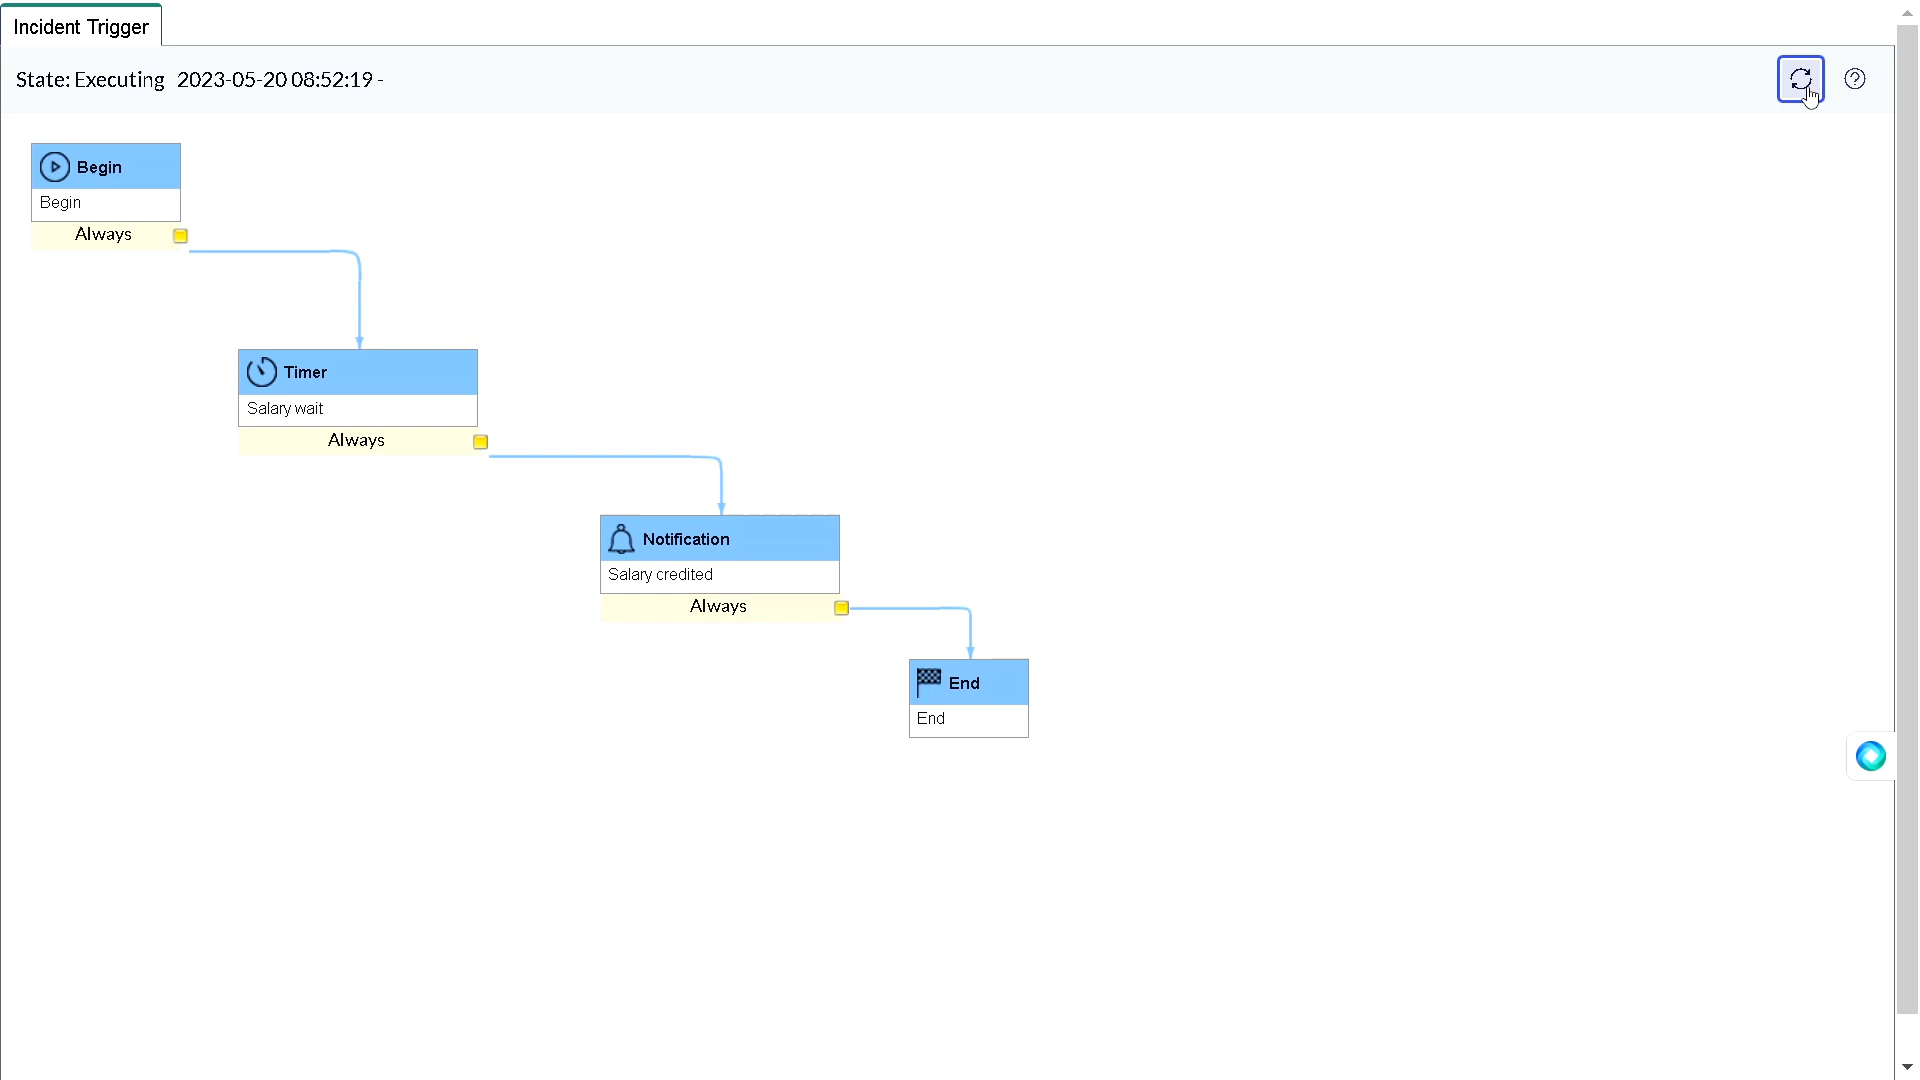 Incident Trigger
State: Executing 2023-05-20 08:52:19 -
Begin
Begin
Always
Timer
Salary wait
Always
Notification
Salary credited
Always
End
End